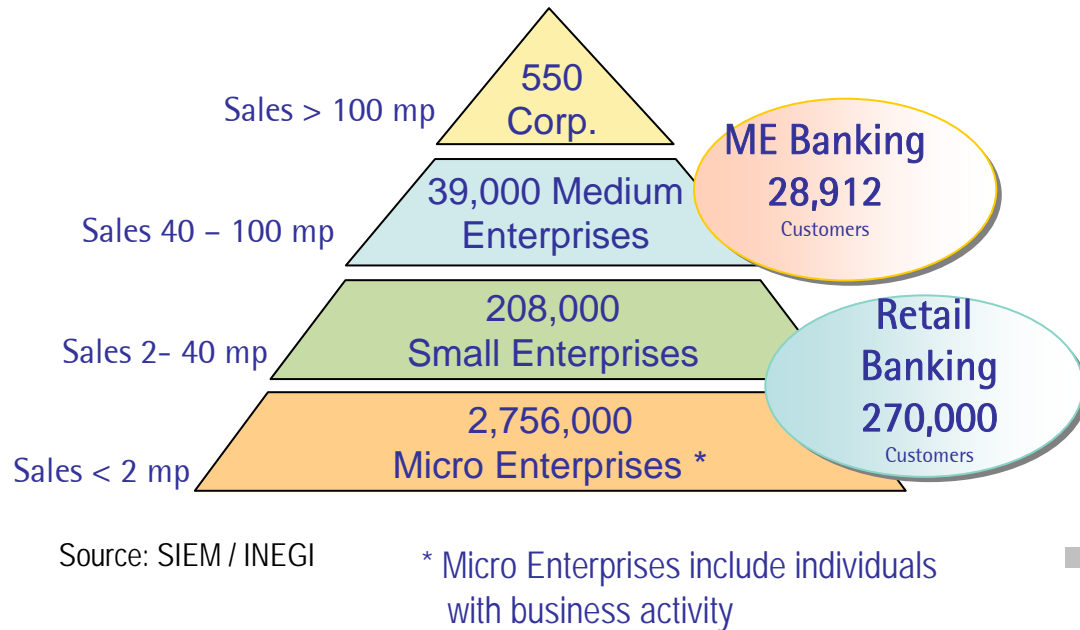 550
Corp.
Sales > 100 mp
ME Banking
28,912
Customers
39,000 Medium
Enterprises
Sales 40 – 100 mp
Retail
Banking
270,000
Customers
208,000
Small Enterprises
Sales 2- 40 mp
2,756,000
Micro Enterprises *
Sales < 2 mp
Source: SIEM / INEGI
* Micro Enterprises include individuals
with business activity